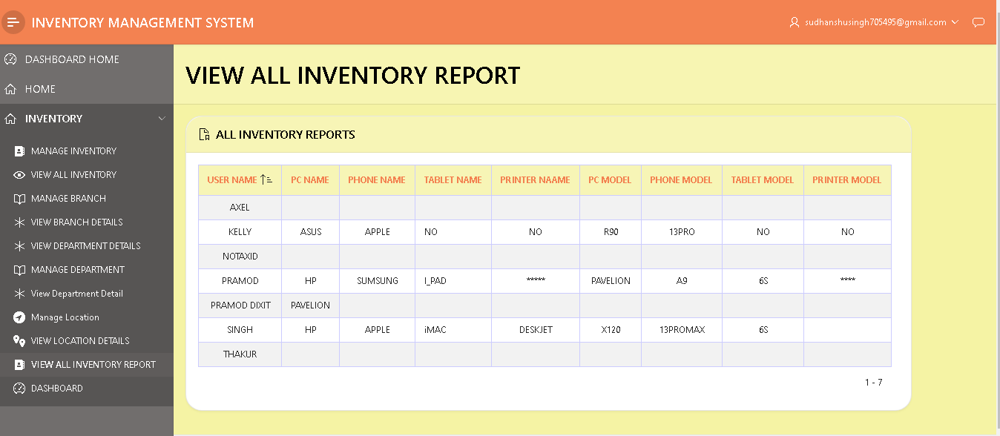 INVENTORY MANAGEMENT SYSTEM
sudhanshusingh705495@gmail.com
DASHBOARD HOME
HOME
INVENTORY
MANAGE INVENTORY
VIEW ALL INVENTORY
MANAGE BRANCH
VIEW BRANCH DETAILS
VIEW DEPARTMENT DETAILS
MANAGE DEPARTMENT
View Department Detail
Manage Location
VIEW LOCATION DETAILS
VIEW ALL INVENTORY REPORT
DASHBOARD
VIEW ALL INVENTORY REPORT
ALL INVENTORY REPORTS
USER NAME PC NAME PHONE NAME TABLET NAME PRINTER NAAME PC MODEL PHONE MODEL TABLET MODEL PRINTER MODEL
AXEL
KELLY ASUS APPLE NO NO R90 13PRO NO NO
NOTAXID
PRAMOD HP SUMSUNG I_PAD ***** PAVELION A9 6S ****
PRAMOD DIXIT PAVELION
SINGH HP APPLE iMAC DESKJET X120 13PROMAX 6S
THAKUR
1 - 7